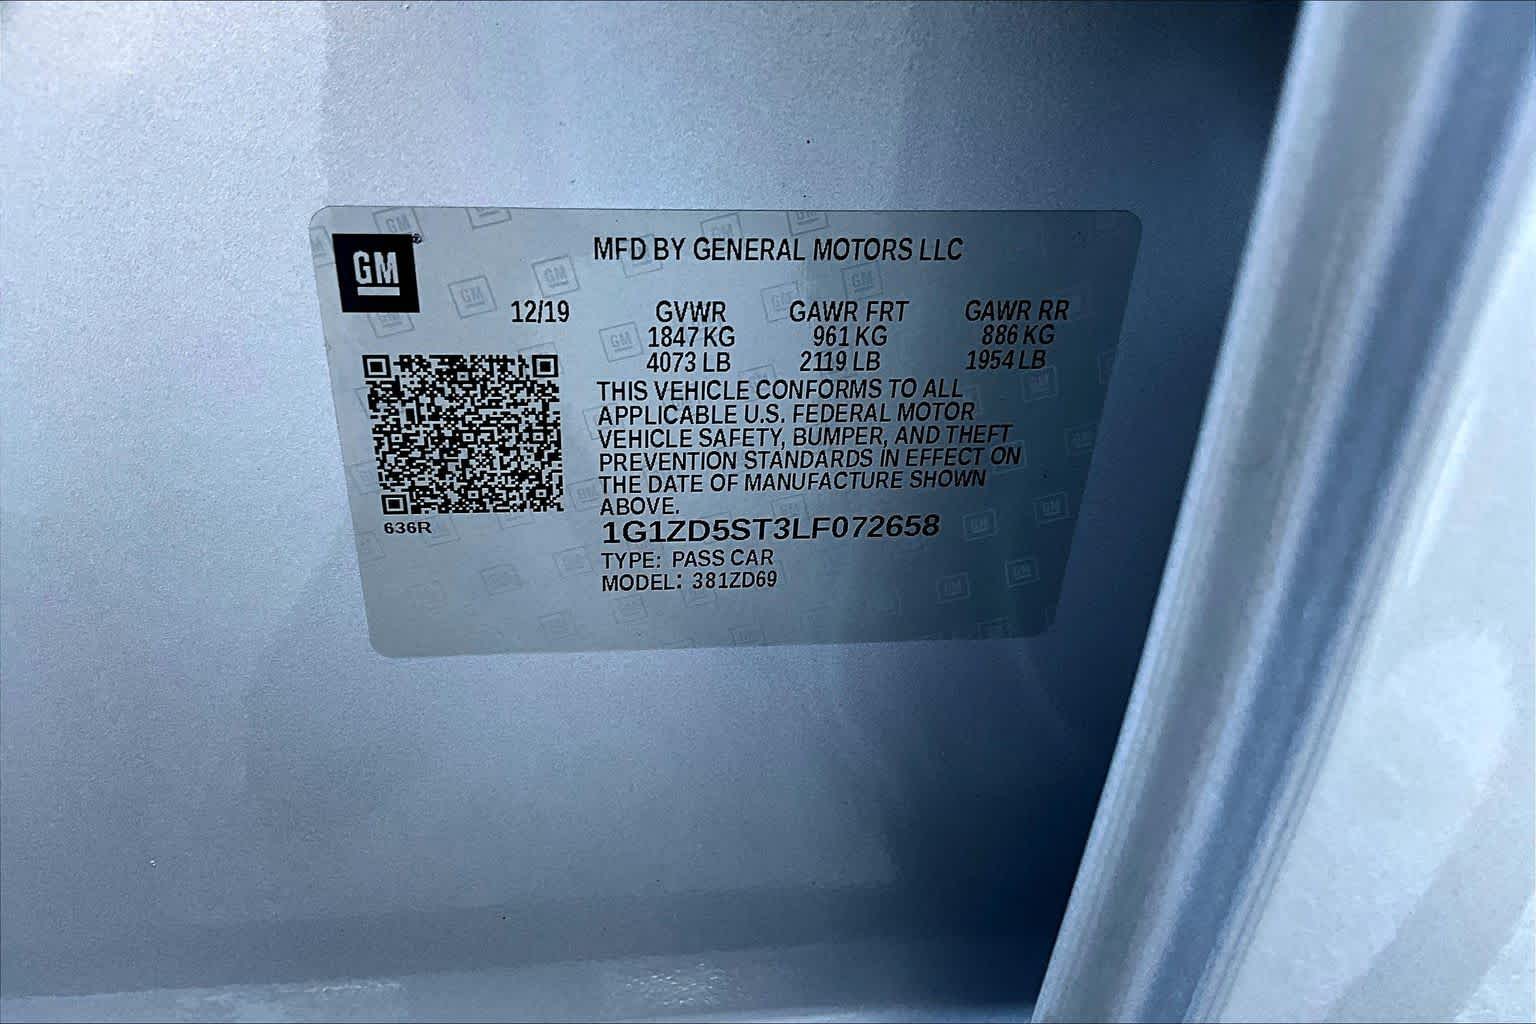 GM®
MFD BY GENERAL MOTORS LLC
12/19 GVWR GAWR FRT GAWR RR
1847 KG 961 KG 886 KG
4073 LB 2119 LB 1954 LB
THIS VEHICLE CONFORMS TO ALL
APPLICABLE U.S. FEDERAL MOTOR
VEHICLE SAFETY, BUMPER, AND THEFT
PREVENTION STANDARDS IN EFFECT ON
THE DATE OF MANUFACTURE SHOWN
ABOVE.
636R
1G1ZD5ST3LF072658
TYPE: PASS CAR
MODEL: 381ZD69